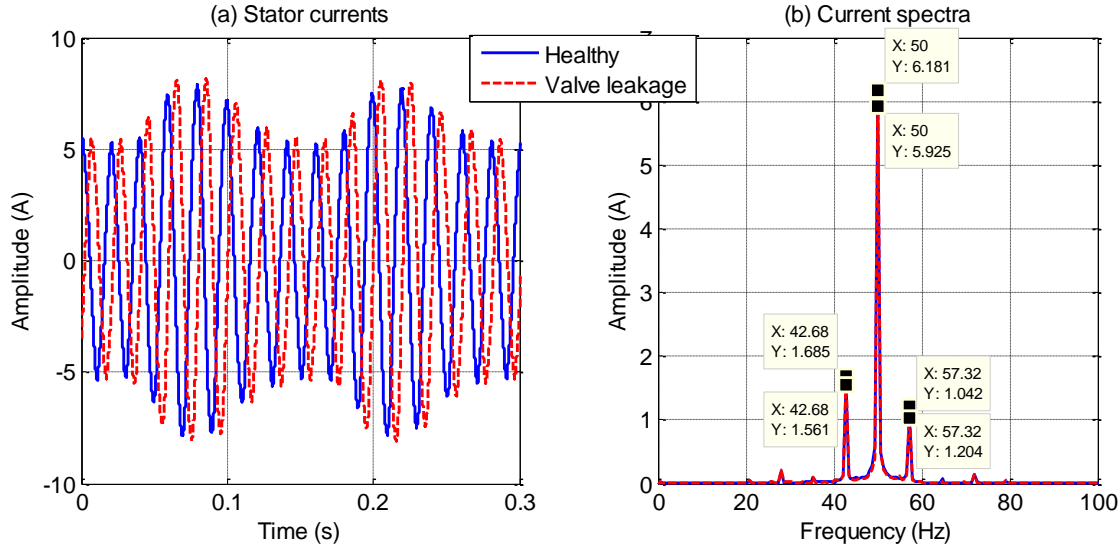 (a) Stator currents
(b) Current spectra
Healthy
Valve leakage
10
5
0
-5
-10
Amplitude (A)
0
0.1
0.2
0.3
Time (s)
7
6
5
4
3
2
1
0
Amplitude (A)
0
20
40
60
80
100
Frequency (Hz)
X: 50
Y: 6.181
X: 50
Y: 5.925
X: 42.68
Y: 1.685
X: 42.68
Y: 1.561
X: 57.32
Y: 1.042
X: 57.32
Y: 1.204